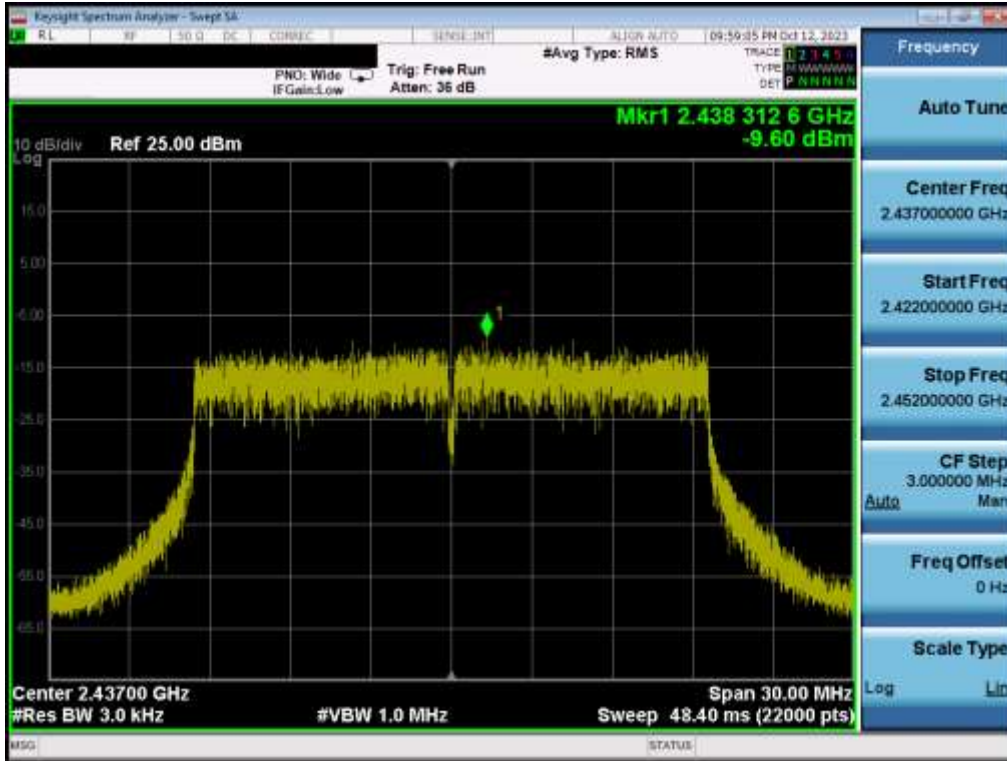 Keysight Spectrum Analyzer - Swept SA
RL RF 50 Ω DC CORREC SENSE:INT ALIGN AUTO 09:59:05 PM Oct 12, 2023
#Avg Type: RMS
TRACE 1 2 3 4 5 6
PNO: Wide Trig: Free Run
TYPE M WWWWW
IFGain:Low Atten: 36 dB
DET P N N N N N
Mkr1 2.438 312 6 GHz
-9.60 dBm
10 dB/div Ref 25.00 dBm
Log
15.0
5.00
-5.00
-15.0
-25.0
-35.0
-45.0
-55.0
-65.0
1
Center 2.43700 GHz Span 30.00 MHz
#Res BW 3.0 kHz #VBW 1.0 MHz Sweep 48.40 ms (22000 pts)
MSG STATUS
Frequency
Auto Tune
Center Freq
2.437000000 GHz
Start Freq
2.422000000 GHz
Stop Freq
2.452000000 GHz
CF Step
3.000000 MHz
Auto Man
Freq Offset
0 Hz
Scale Type
Log Lin